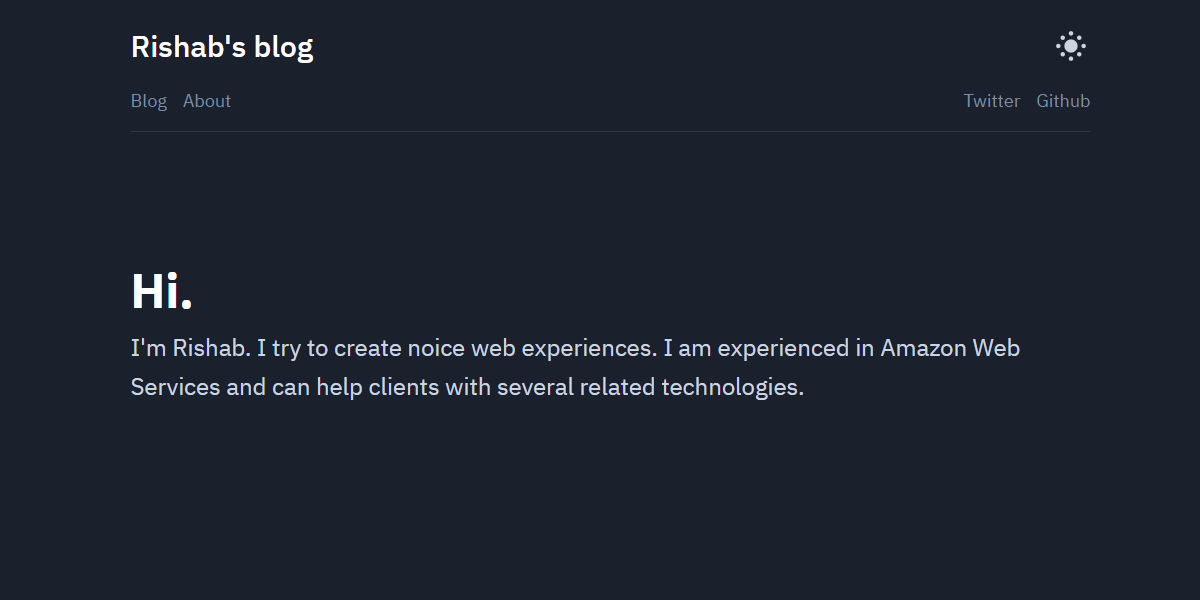 Rishab's blog
Blog About
Twitter Github
Hi.
I'm Rishab. I try to create noice web experiences. I am experienced in Amazon Web
Services and can help clients with several related technologies.